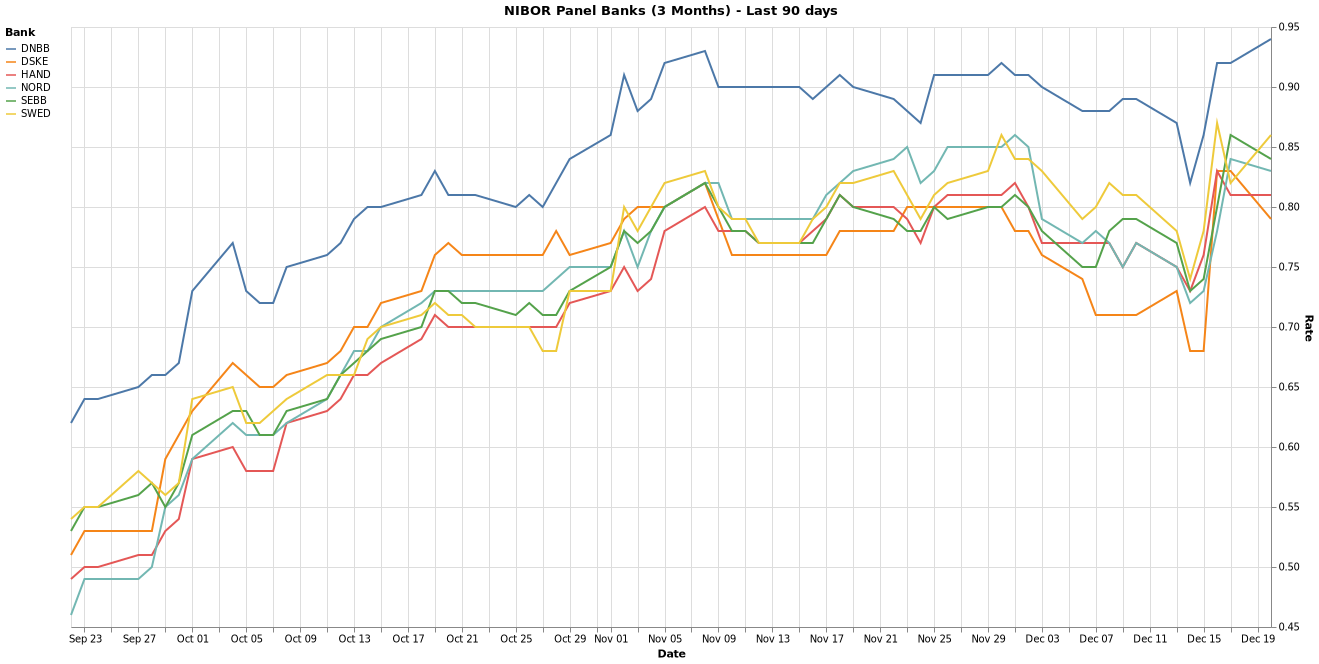 NIBOR Panel Banks (3 Months) - Last 90 days
Bank
DNBB
DSKE
HAND
NORD
SEBB
SWED
0.95
0.90
0.85
0.80
0.75
0.70
0.65
0.60
0.55
0.50
0.45
Rate
Sep 23 Sep 27 Oct 01 Oct 05 Oct 09 Oct 13 Oct 17 Oct 21 Oct 25 Oct 29 Nov 01 Nov 05 Nov 09 Nov 13 Nov 17 Nov 21 Nov 25 Nov 29 Dec 03 Dec 07 Dec 11 Dec 15 Dec 19
Date